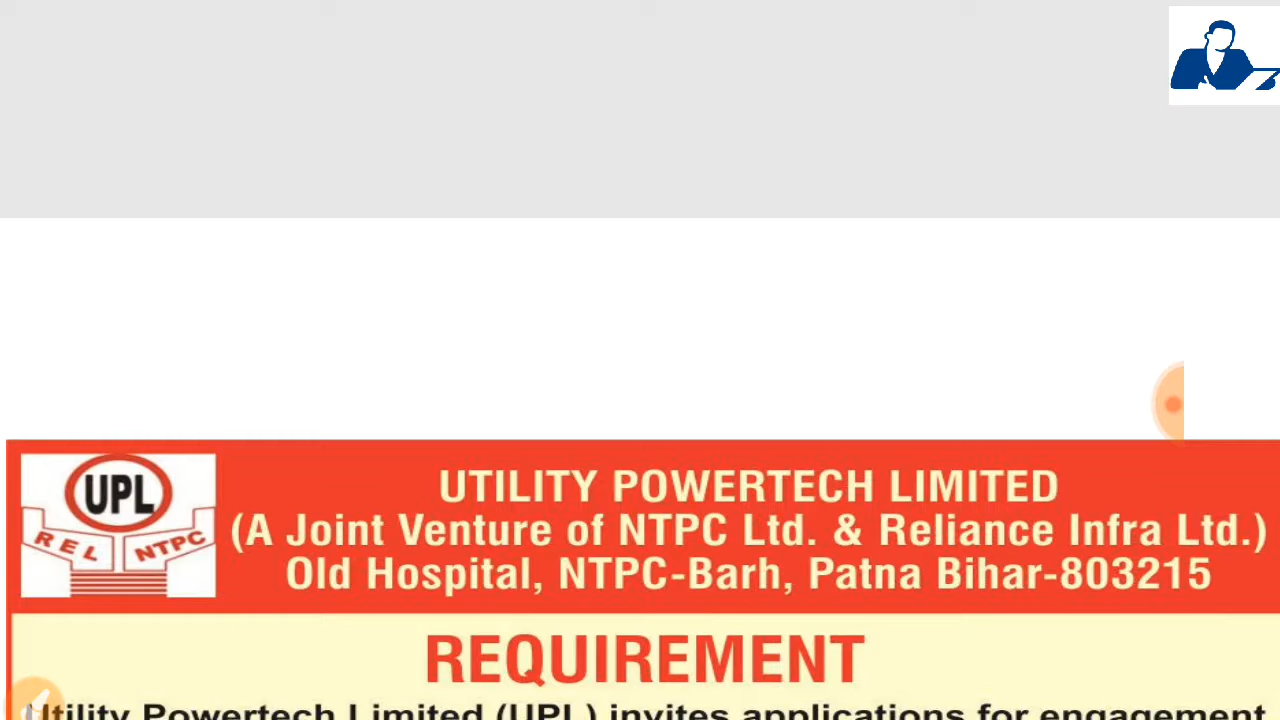 UPL
REL NTPC
UTILITY POWERTECH LIMITED
(A Joint Venture of NTPC Ltd. & Reliance Infra Ltd.)
Old Hospital, NTPC-Barh, Patna Bihar-803215
REQUIREMENT
Utility Powertech Limited (UPL) invites applications for engagement